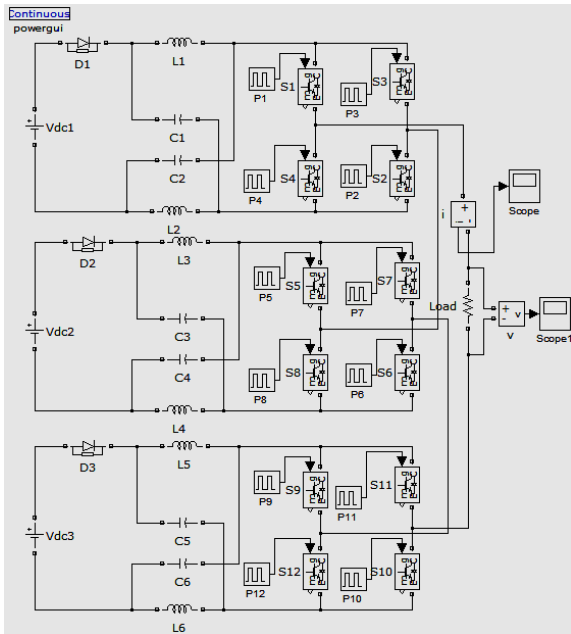 Continuous
powergui
D1
L1
S1
S3
P1
P3
Vdc1
C1
C2
S4
S2
P4
P2
L2
i
+
-
Scope
D2
L3
S5
S7
P5
P7
Load
+
-
v
v
Scope1
Vdc2
C3
C4
S8
S6
P8
P6
L4
D3
L5
S9
S11
P9
P11
Vdc3
C5
C6
S12
S10
P12
P10
L6